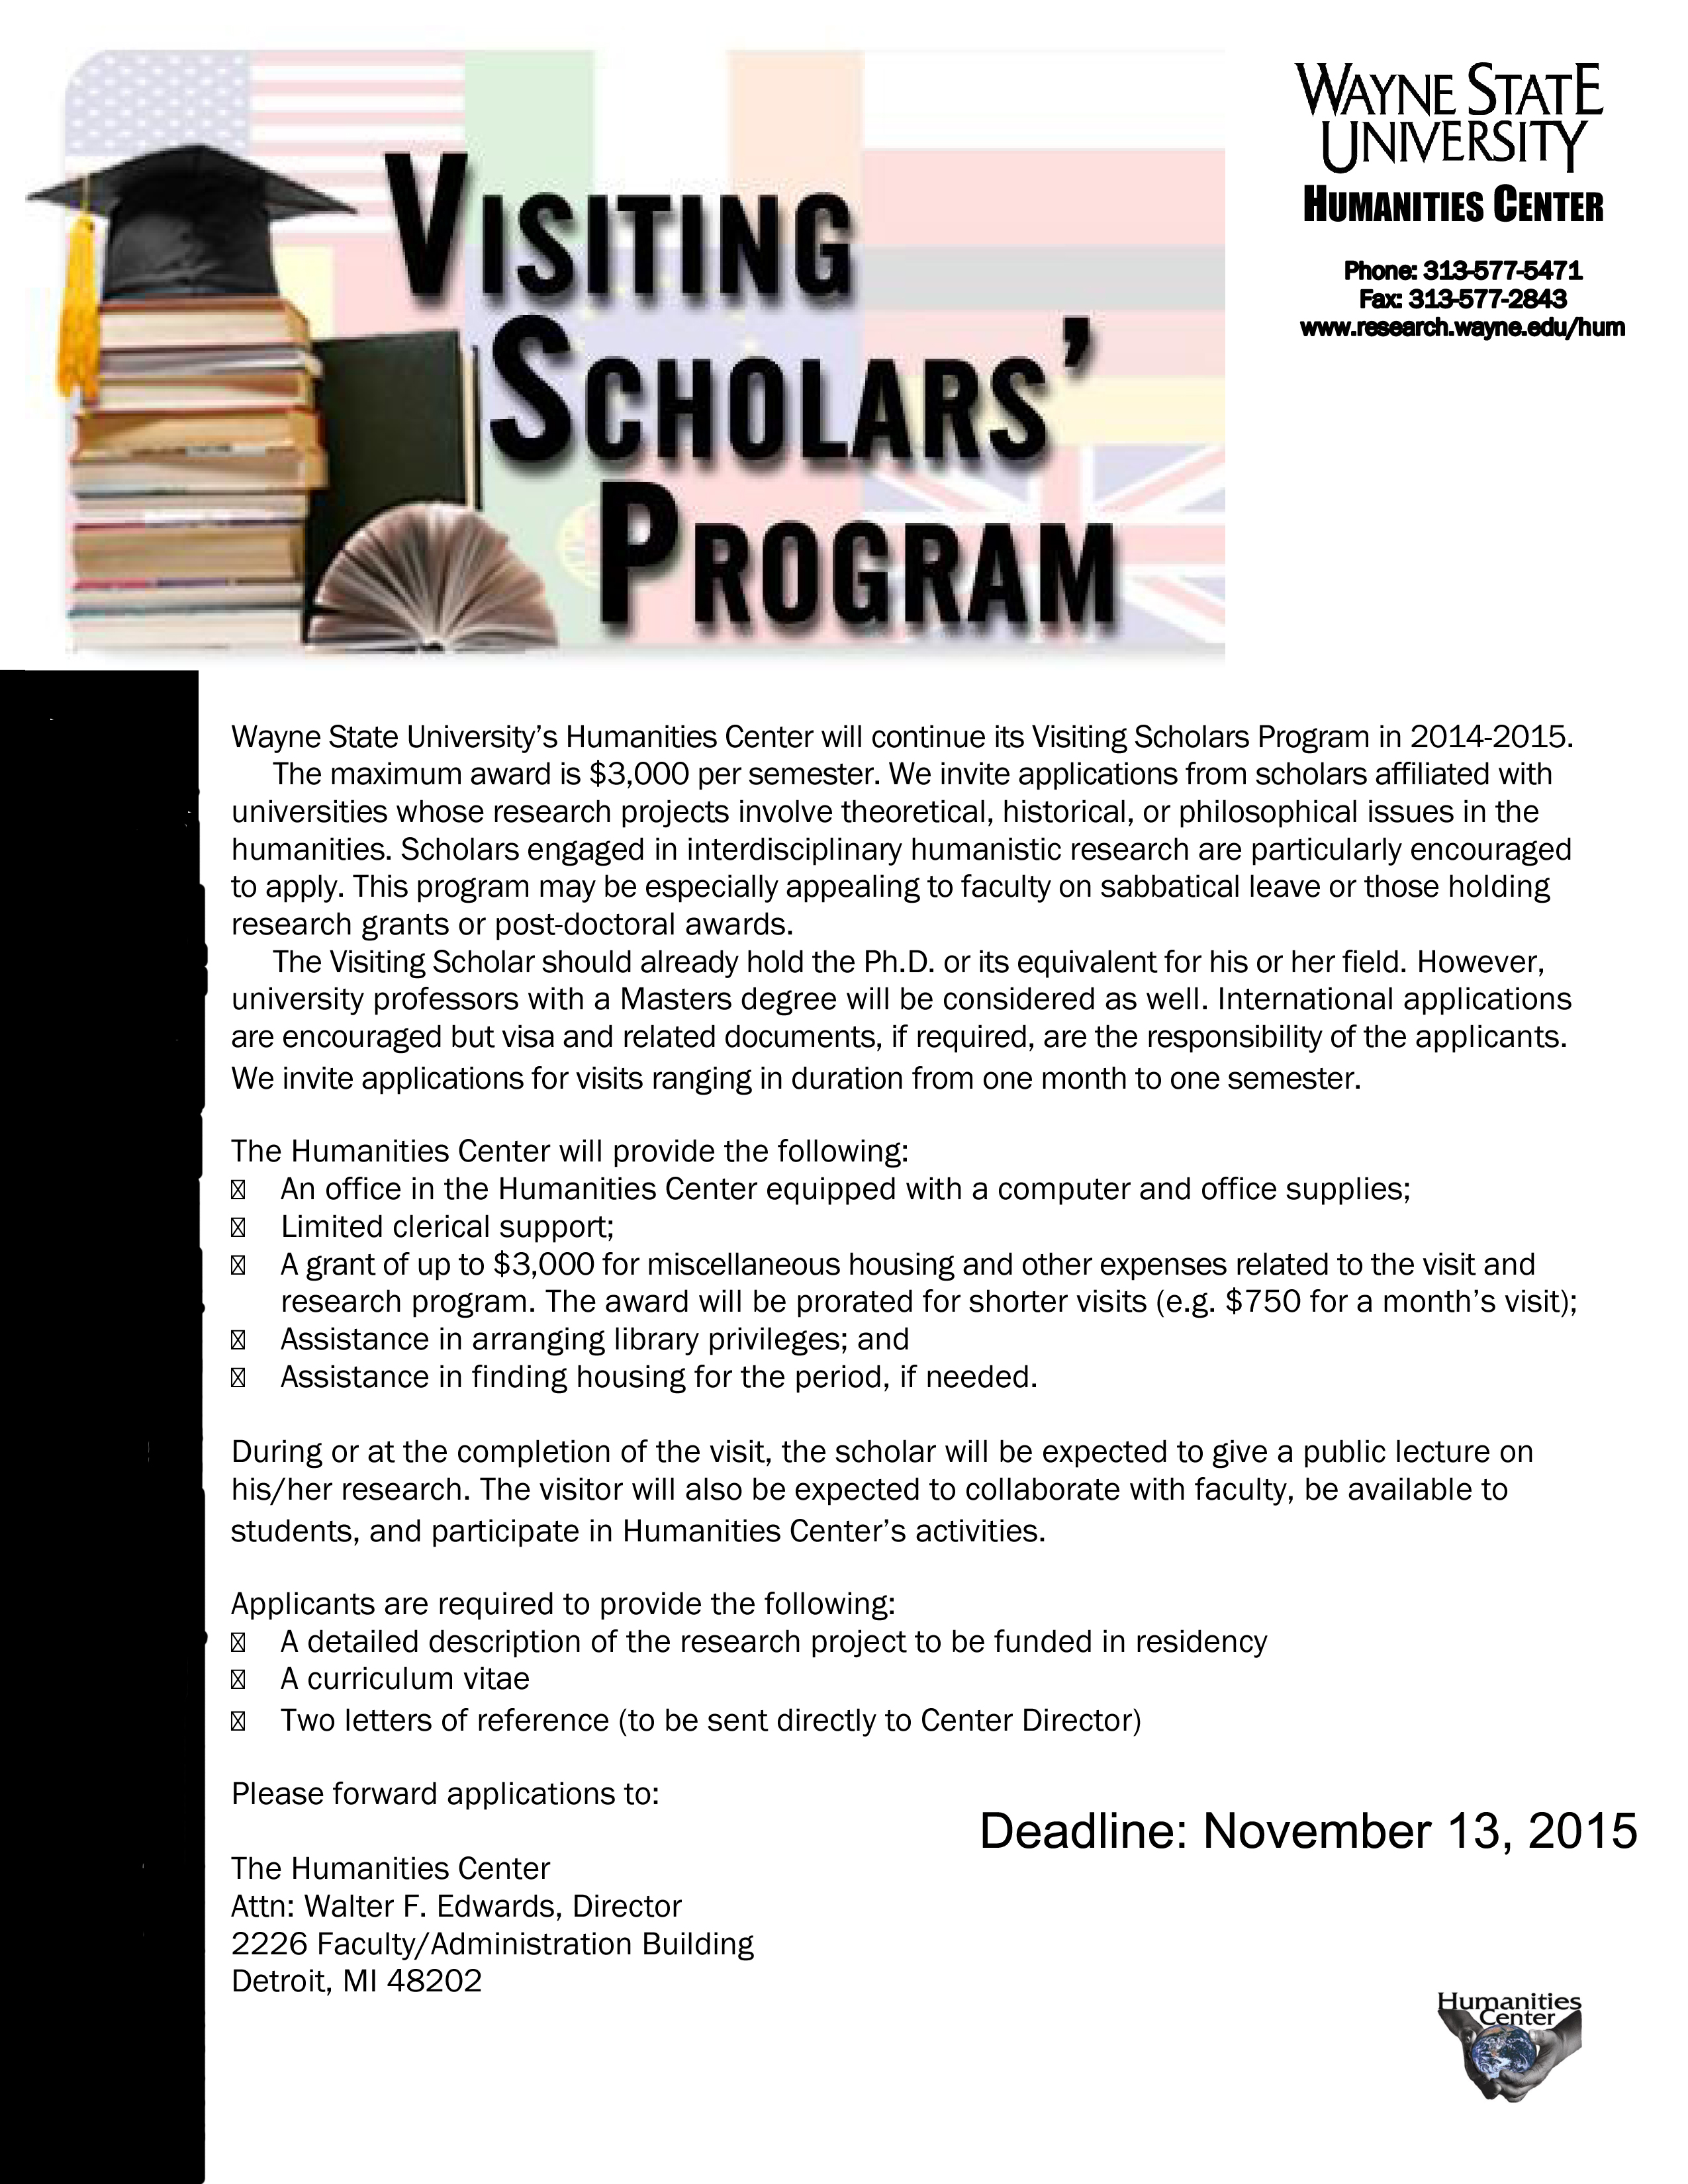 VISITING
SCHOLARS'
PROGRAM
WAYNE STATE
UNIVERSITY
HUMANITIES CENTER
Phone: 313-577-5471
Fax: 313-577-2843
www.research.wayne.edu/hum
Wayne State University's Humanities Center will continue its Visiting Scholars Program in 2014-2015.
The maximum award is $3,000 per semester. We invite applications from scholars affiliated with
universities whose research projects involve theoretical, historical, or philosophical issues in the
humanities. Scholars engaged in interdisciplinary humanistic research are particularly encouraged
to apply. This program may be especially appealing to faculty on sabbatical leave or those holding
research grants or post-doctoral awards.
The Visiting Scholar should already hold the Ph.D. or its equivalent for his or her field. However,
university professors with a Masters degree will be considered as well. International applications
are encouraged but visa and related documents, if required, are the responsibility of the applicants.
We invite applications for visits ranging in duration from one month to one semester.
The Humanities Center will provide the following:
An office in the Humanities Center equipped with a computer and office supplies;
Limited clerical support;
A grant of up to $3,000 for miscellaneous housing and other expenses related to the visit and
research program. The award will be prorated for shorter visits (e.g. $750 for a month's visit);
Assistance in arranging library privileges; and
Assistance in finding housing for the period, if needed.
During or at the completion of the visit, the scholar will be expected to give a public lecture on
his/her research. The visitor will also be expected to collaborate with faculty, be available to
students, and participate in Humanities Center's activities.
Applicants are required to provide the following:
A detailed description of the research project to be funded in residency
A curriculum vitae
Two letters of reference (to be sent directly to Center Director)
Please forward applications to:
Deadline: November 13, 2015
The Humanities Center
Attn: Walter F. Edwards, Director
2226 Faculty/Administration Building
Detroit, MI 48202
Humanities
Center